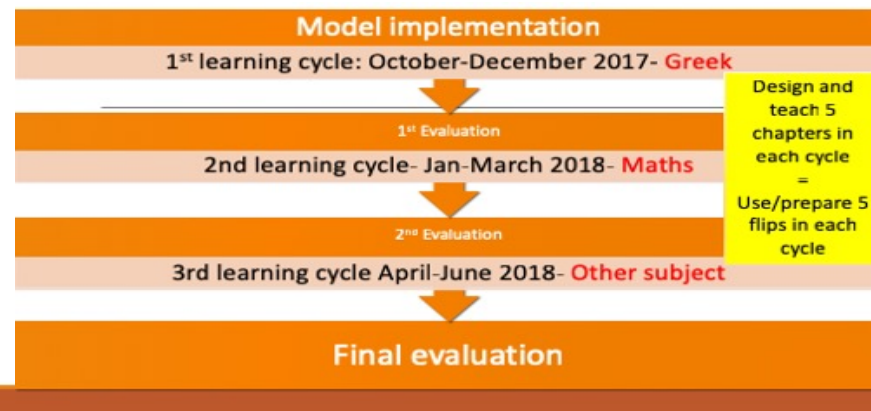 Model implementation
1st learning cycle: October-December 2017- Greek
1st Evaluation
2nd learning cycle- Jan-March 2018- Maths
2nd Evaluation
3rd learning cycle April-June 2018- Other subject
Final evaluation
Design and
teach 5
chapters in
each cycle
=
Use/prepare 5
flips in each
cycle